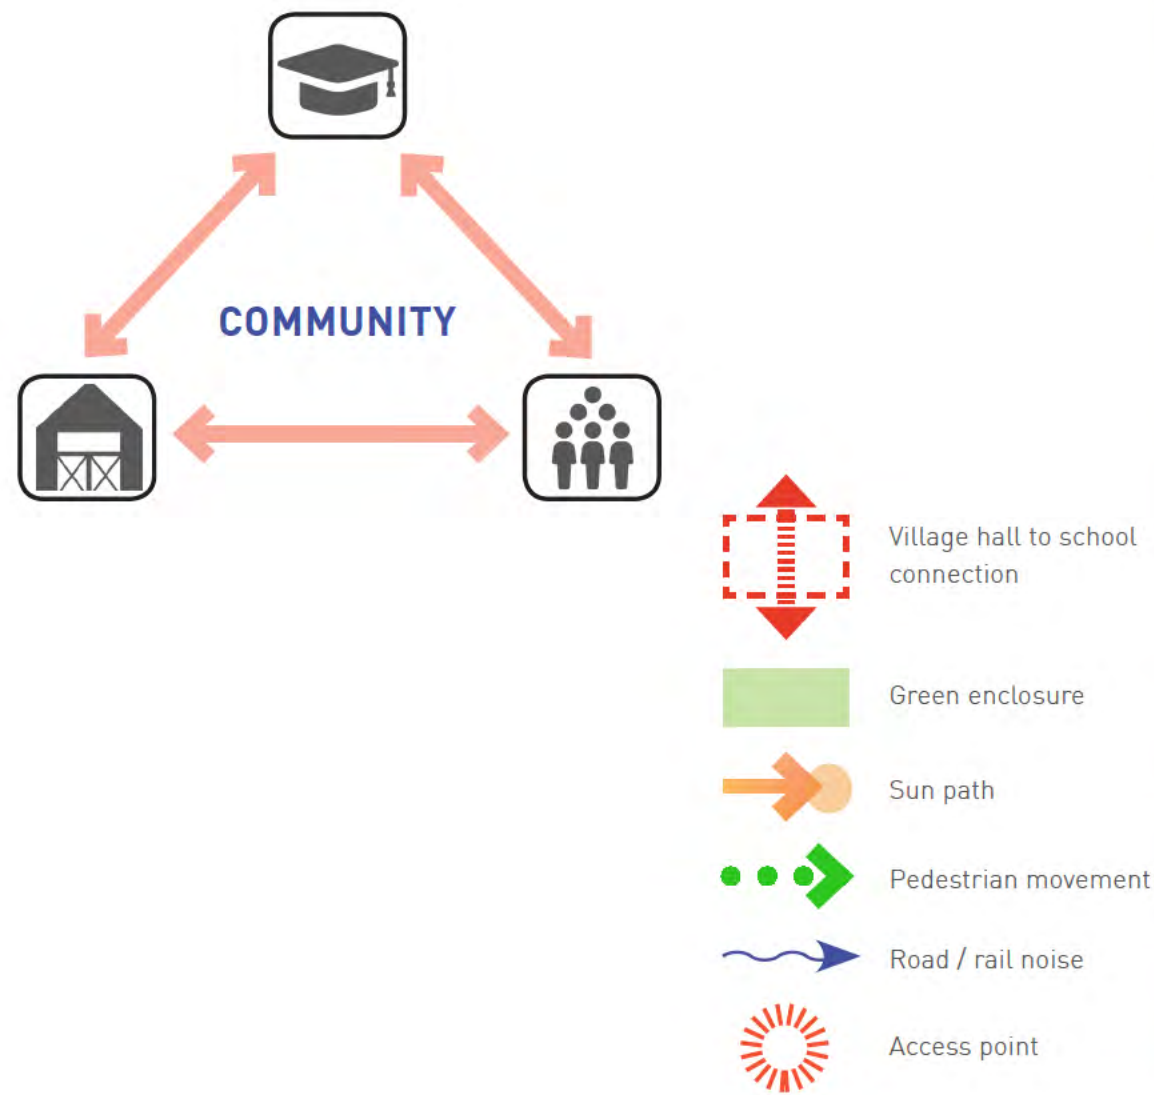 COMMUNITY
Village hall to school
connection
Green enclosure
Sun path
Pedestrian movement
Road / rail noise
Access point